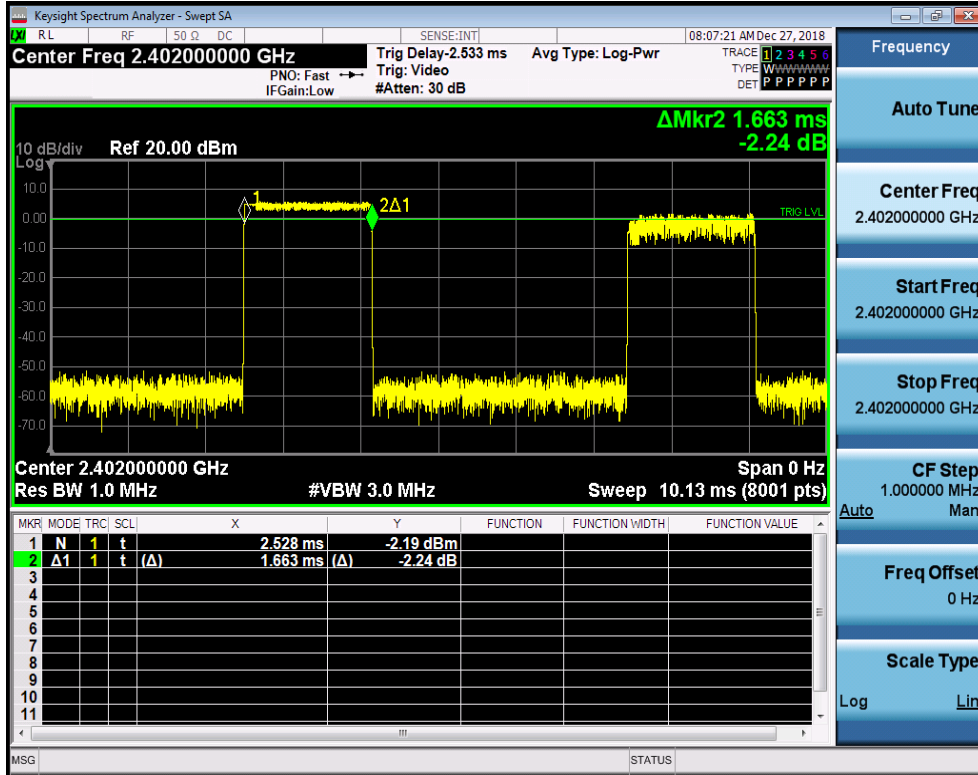 Keysight Spectrum Analyzer - Swept SA
LXI RL RF 50 Ω DC SENSE:INT 08:07:21 AM Dec 27, 2018
Center Freq 2.402000000 GHz
PNO: Fast
IFGain:Low
Trig Delay-2.533 ms
Trig: Video
#Atten: 30 dB
Avg Type: Log-Pwr
TRACE 1 2 3 4 5 6
TYPE WWWWWW
DET P P P P P P
ΔMkr2 1.663 ms
-2.24 dB
10 dB/div Ref 20.00 dBm
Log
10.0
0.00
-10.0
-20.0
-30.0
-40.0
-50.0
-60.0
-70.0
1
2Δ1
TRIG LVL
Center 2.402000000 GHz Span 0 Hz
Res BW 1.0 MHz #VBW 3.0 MHz Sweep 10.13 ms (8001 pts)
MKR MODE TRC SCL X Y FUNCTION FUNCTION WIDTH FUNCTION VALUE
1 N 1 t 2.528 ms -2.19 dBm
2 Δ1 1 t (Δ) 1.663 ms (Δ) -2.24 dB
3
4
5
6
7
8
9
10
11
MSG STATUS
Frequency
Auto Tune
Center Freq
2.402000000 GHz
Start Freq
2.402000000 GHz
Stop Freq
2.402000000 GHz
CF Step
1.000000 MHz
Auto Man
Freq Offset
0 Hz
Scale Type
Log Lin